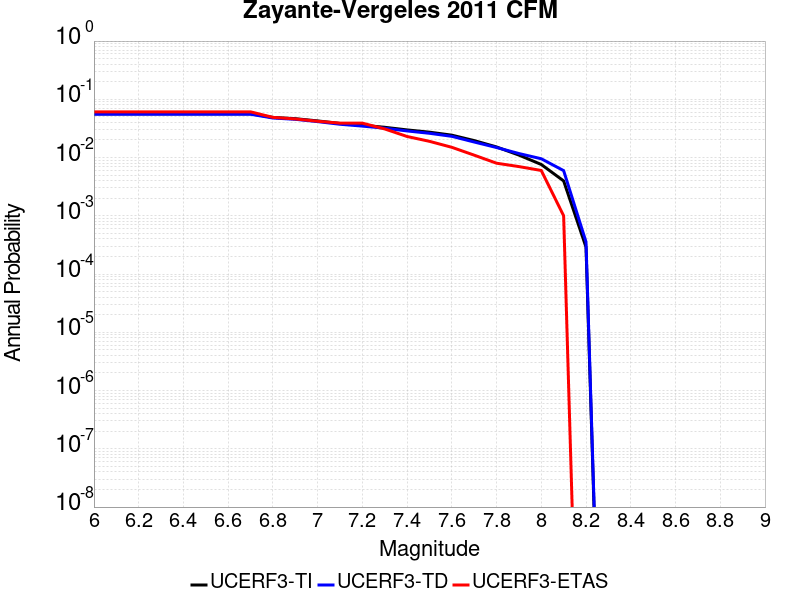 Zayante-Vergeles 2011 CFM
10^0
10^-1
10^-2
10^-3
10^-4
10^-5
10^-6
10^-7
10^-8
Annual Probability
6 6.2 6.4 6.6 6.8 7 7.2 7.4 7.6 7.8 8 8.2 8.4 8.6 8.8 9
Magnitude
UCERF3-TI UCERF3-TD UCERF3-ETAS